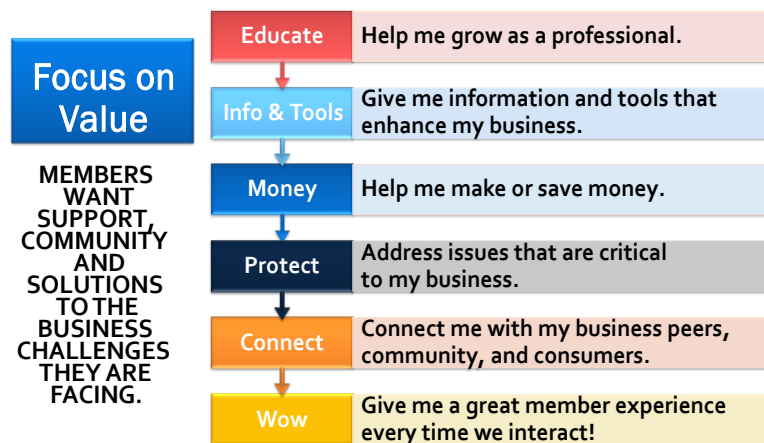 Focus on
Value
MEMBERS
WANT
SUPPORT,
COMMUNITY
AND
SOLUTIONS
TO THE
BUSINESS
CHALLENGES
THEY ARE
FACING.
Educate
Help me grow as a professional.
Info & Tools
Give me information and tools that
enhance my business.
Money
Help me make or save money.
Protect
Address issues that are critical
to my business.
Connect
Connect me with my business peers,
community, and consumers.
Wow
Give me a great member experience
every time we interact!